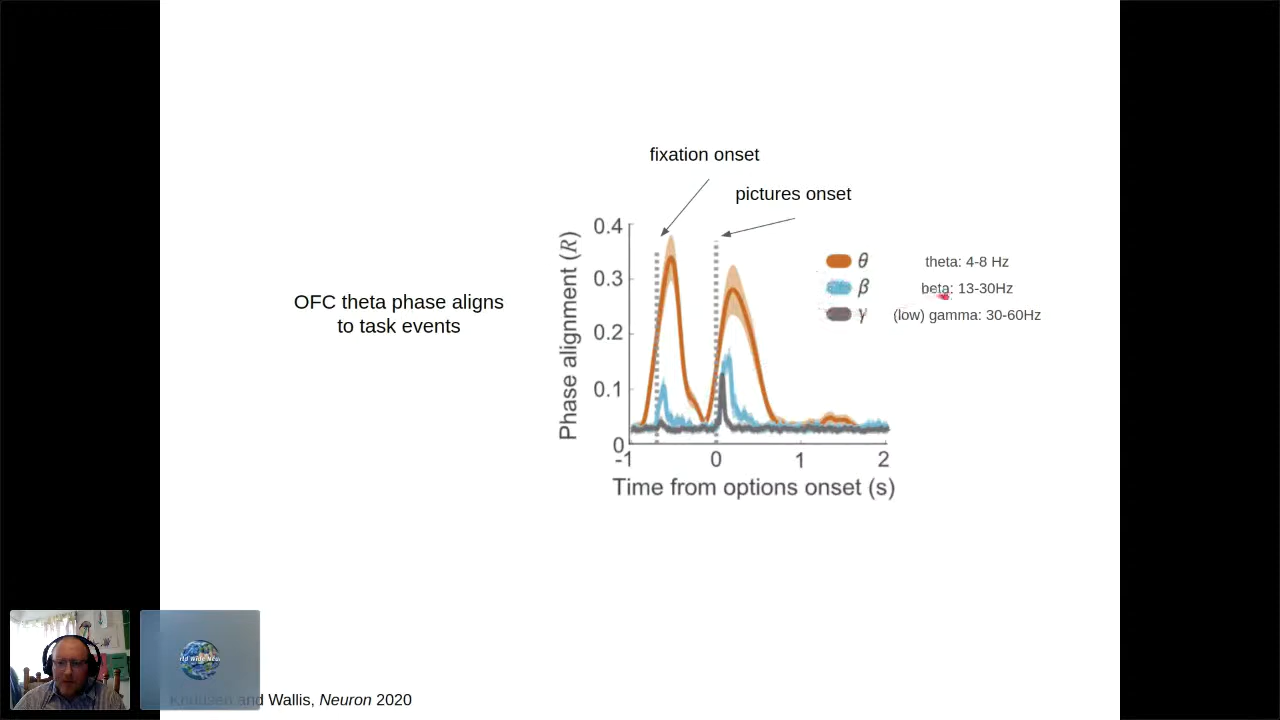 fixation onset
pictures onset
OFC theta phase aligns
to task events
Phase alignment (R)
0.4
0.3
0.2
0.1
0
-1 0 1 2
Time from options onset (s)
θ theta: 4-8 Hz
β beta: 13-30Hz
γ (low) gamma: 30-60Hz
and Wallis, Neuron 2020